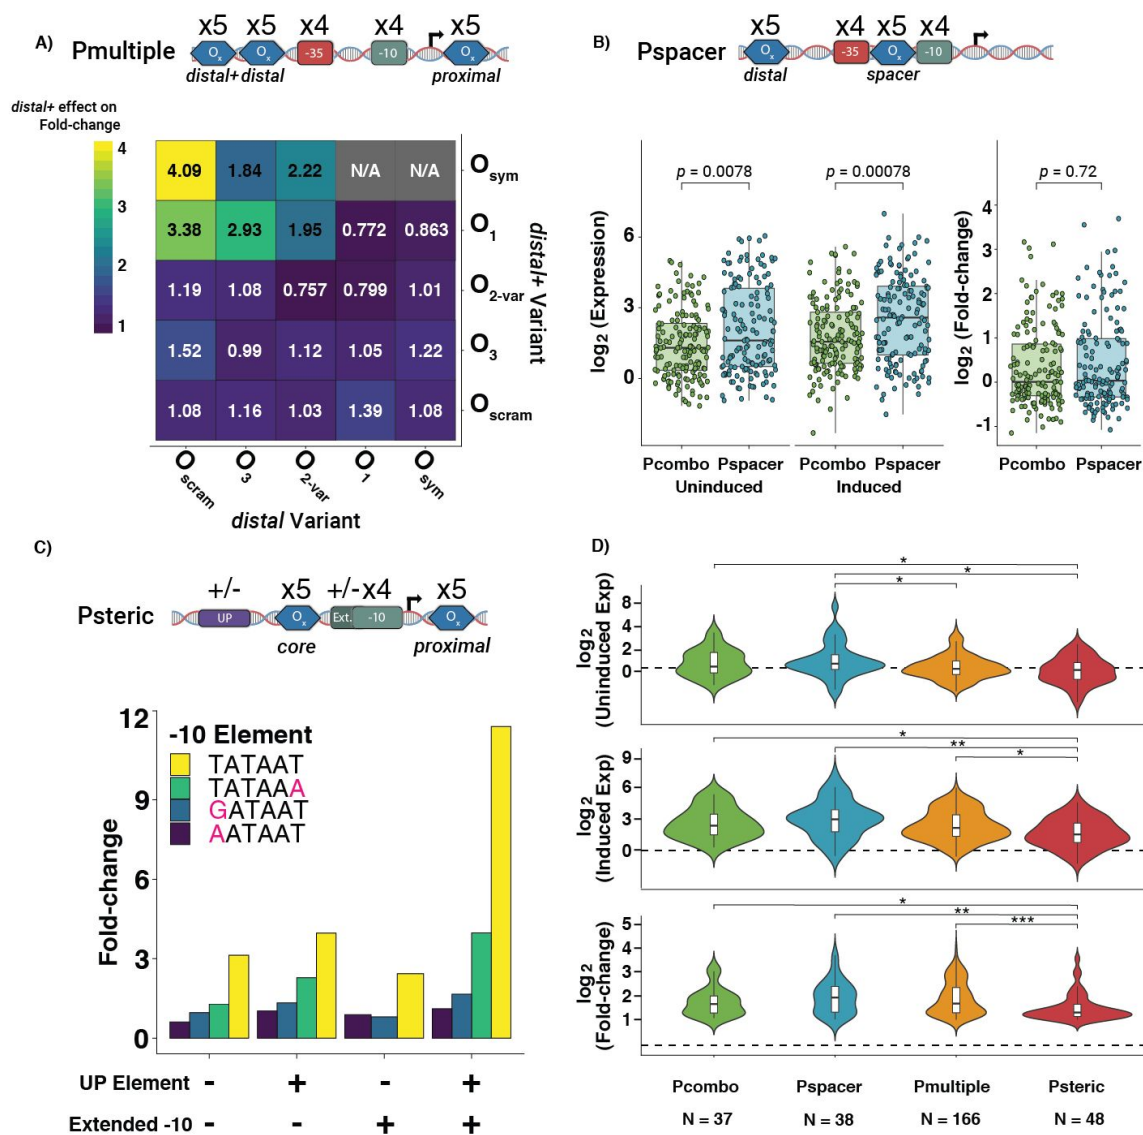 A)
Pmultiple
x5 x5 x4 x4 x5
Ox Ox -35 -10 Ox
distal+ distal proximal
distal+ effect on
Fold-change
4
3
2
1
4.09 1.84 2.22 N/A N/A Osym
3.38 2.93 1.95 0.772 0.863 O1
1.19 1.08 0.757 0.799 1.01 O2-var
1.52 0.99 1.12 1.05 1.22 O3
1.08 1.16 1.03 1.39 1.08 Oscram
distal+ Variant
Oscram O3 O2-var O1 Osym
distal Variant
B)
Pspacer
x5 x4 x5 x4
Ox -35 Ox -10
distal spacer
log2 (Expression)
6
3
0
p = 0.0078
p = 0.00078
Pcombo Pspacer Pcombo Pspacer
Uninduced Induced
log2 (Fold-change)
4
3
2
1
0
-1
p = 0.72
Pcombo Pspacer
C)
Psteric
+/- x5 +/- x4 x5
UP Ox Ext. -10 Ox
core proximal
Fold-change
12
9
6
3
0
-10 Element
TATAAT
TATAAA
GATAAT
AATAAT
UP Element - + - +
Extended -10 - - + +
D)
log2
(Uninduced Exp)
8
4
2
0
*
*
*
log2
(Induced Exp)
9
6
3
0
*
**
*
log2
(Fold-change)
5
4
3
2
1
*
**
***
Pcombo Pspacer Pmultiple Psteric
N = 37 N = 38 N = 166 N = 48